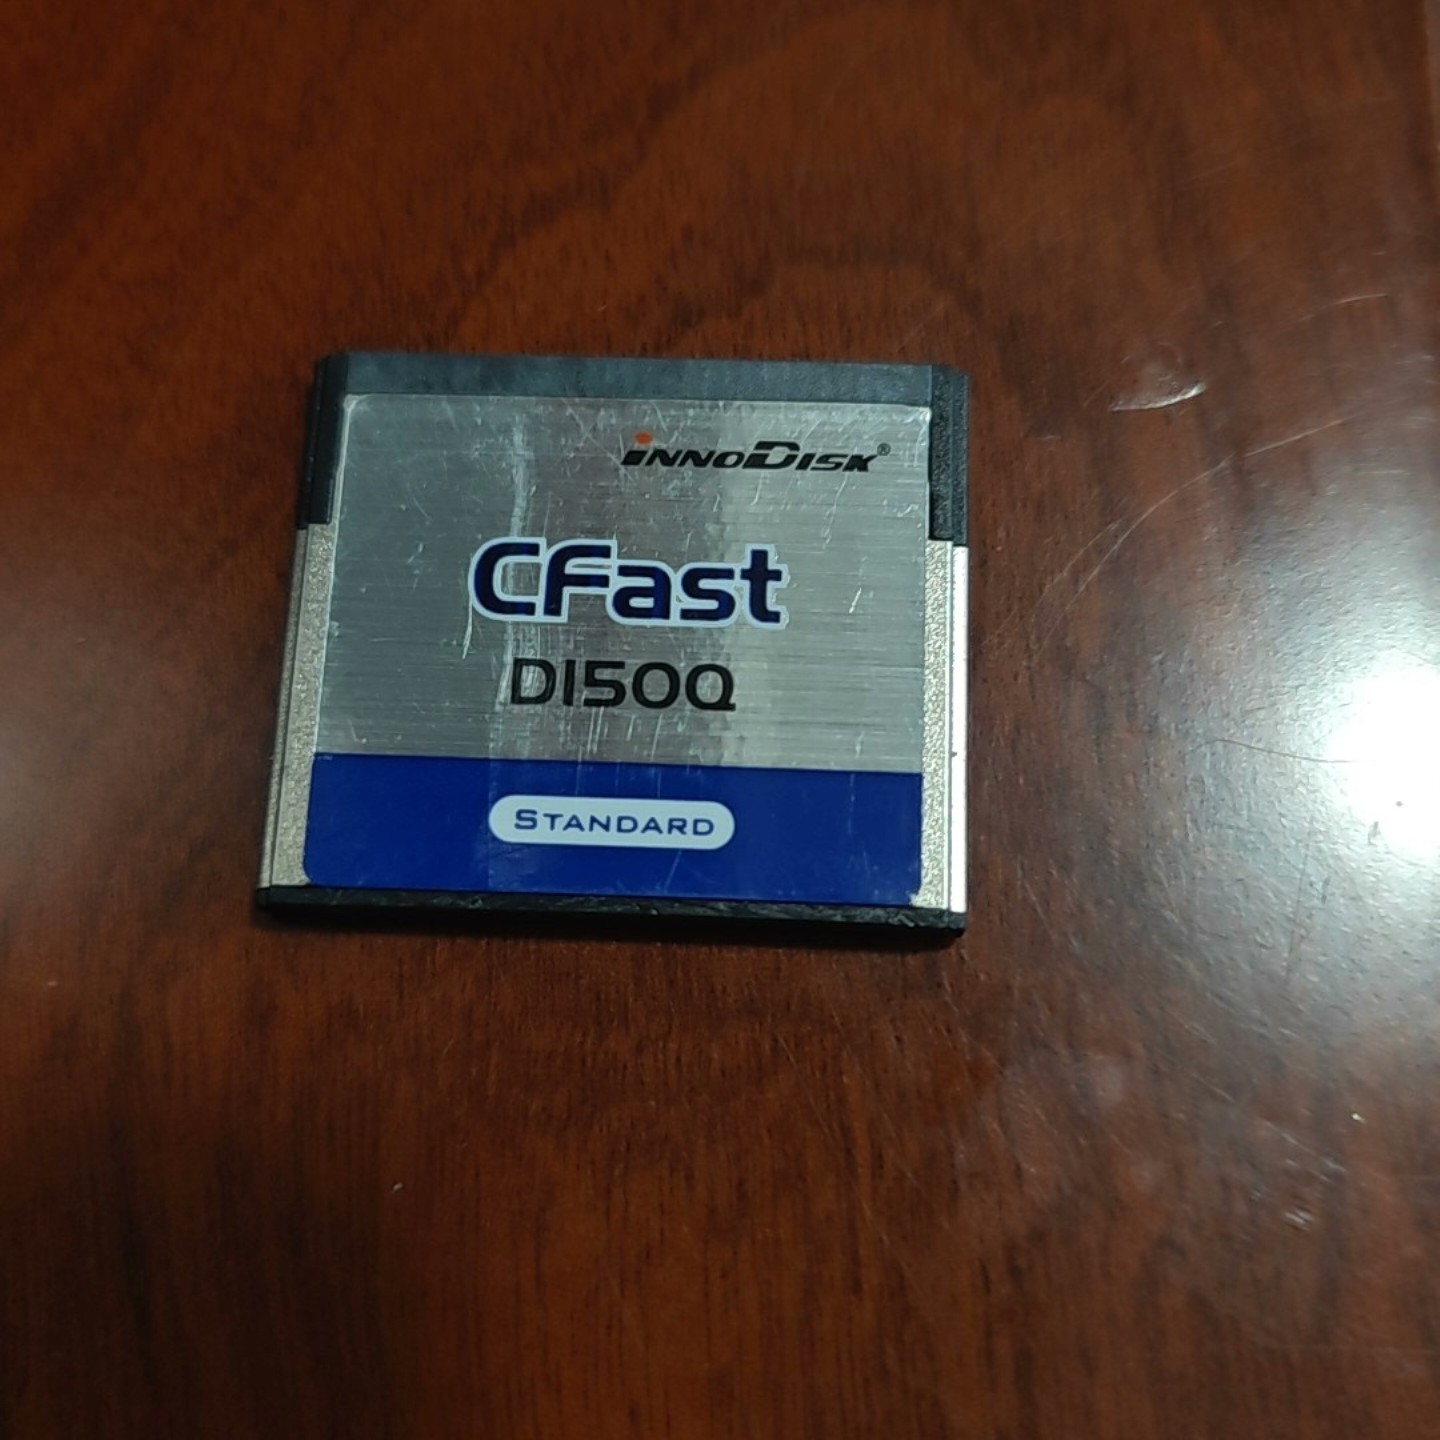 InnoDisk®
CFast
D150Q
STANDARD